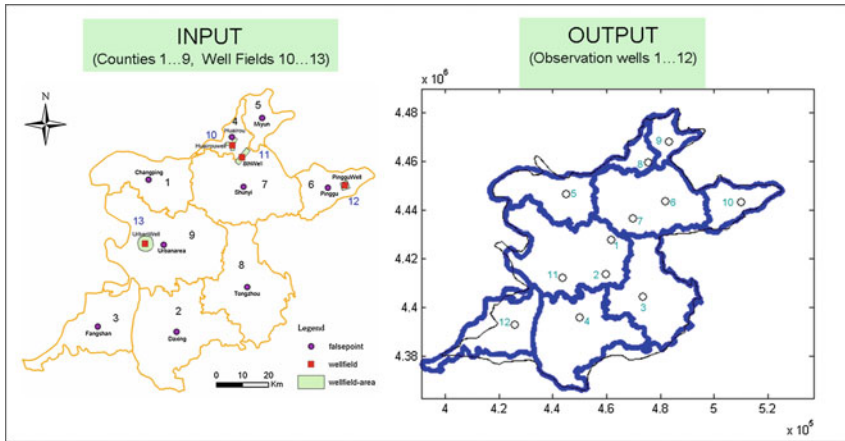 INPUT
(Counties 1…9, Well Fields 10…13)
OUTPUT
(Observation wells 1…12)
N
5
Miyun
4
Huairou
10
Huairouwell
11
BINWell
Changping
1
Shunyi
7
6
Pinggu
PingguWell
12
13
UrbanWell
Urbanarea
9
8
Tongzhou
3
Fangshan
2
Daxing
Legend
falsepoint
wellfield
wellfield-area
0 10 20
Km
x 10⁶
4.48
4.46
4.44
4.42
4.4
4.38
9
8
5
6
10
7
1
11
2
3
4
12
4
4.2
4.4
4.6
4.8
5
5.2
x 10⁵